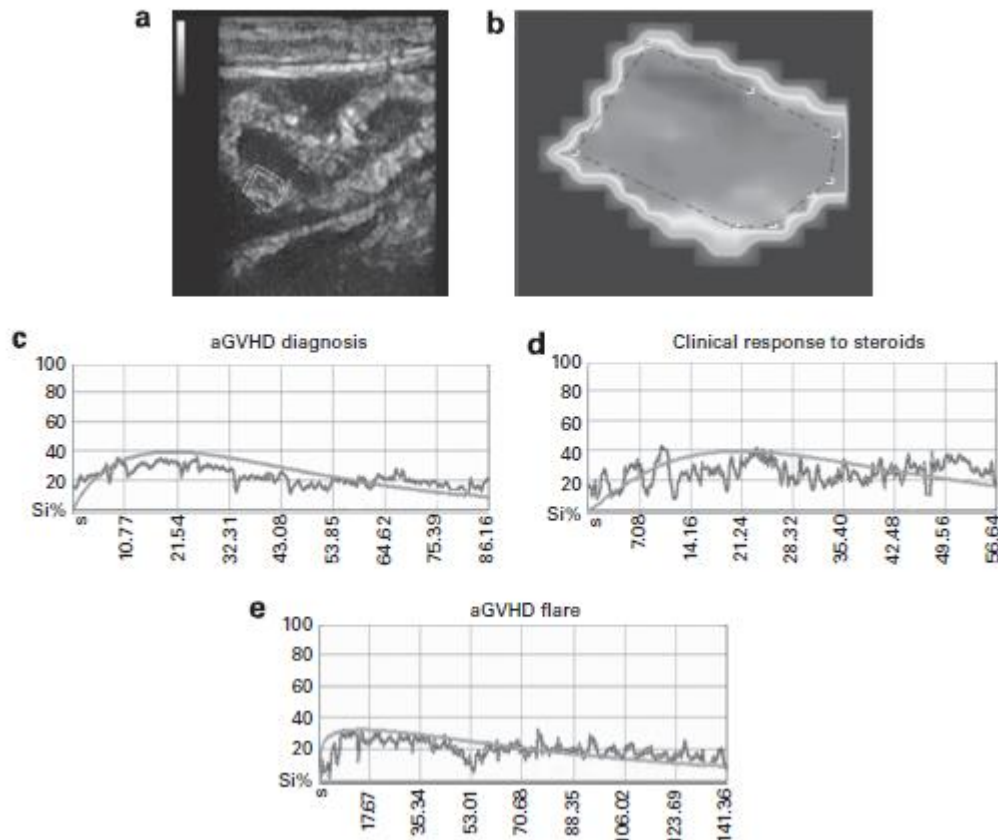 a
b
c
aGVHD diagnosis
100
80
60
40
20
Si%
s
10.77
21.54
32.31
43.08
53.85
64.62
75.39
86.16
d
Clinical response to steroids
100
80
60
40
20
Si%
s
7.08
14.16
21.24
28.32
35.40
42.48
49.56
56.64
e
aGVHD flare
100
80
60
40
20
Si%
s
17.67
35.34
53.01
70.68
88.35
106.02
123.69
141.36